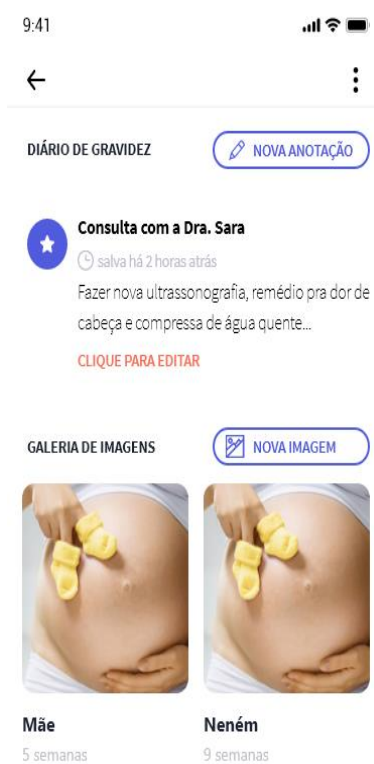 9:41
DIÁRIO DE GRAVIDEZ
NOVA ANOTAÇÃO
Consulta com a Dra. Sara
salva há 2 horas atrás
Fazer nova ultrassonografia, remédio pra dor de
cabeça e compressa de água quente...
CLIQUE PARA EDITAR
GALERIA DE IMAGENS
NOVA IMAGEM
Mãe
Neném
5 semanas
9 semanas